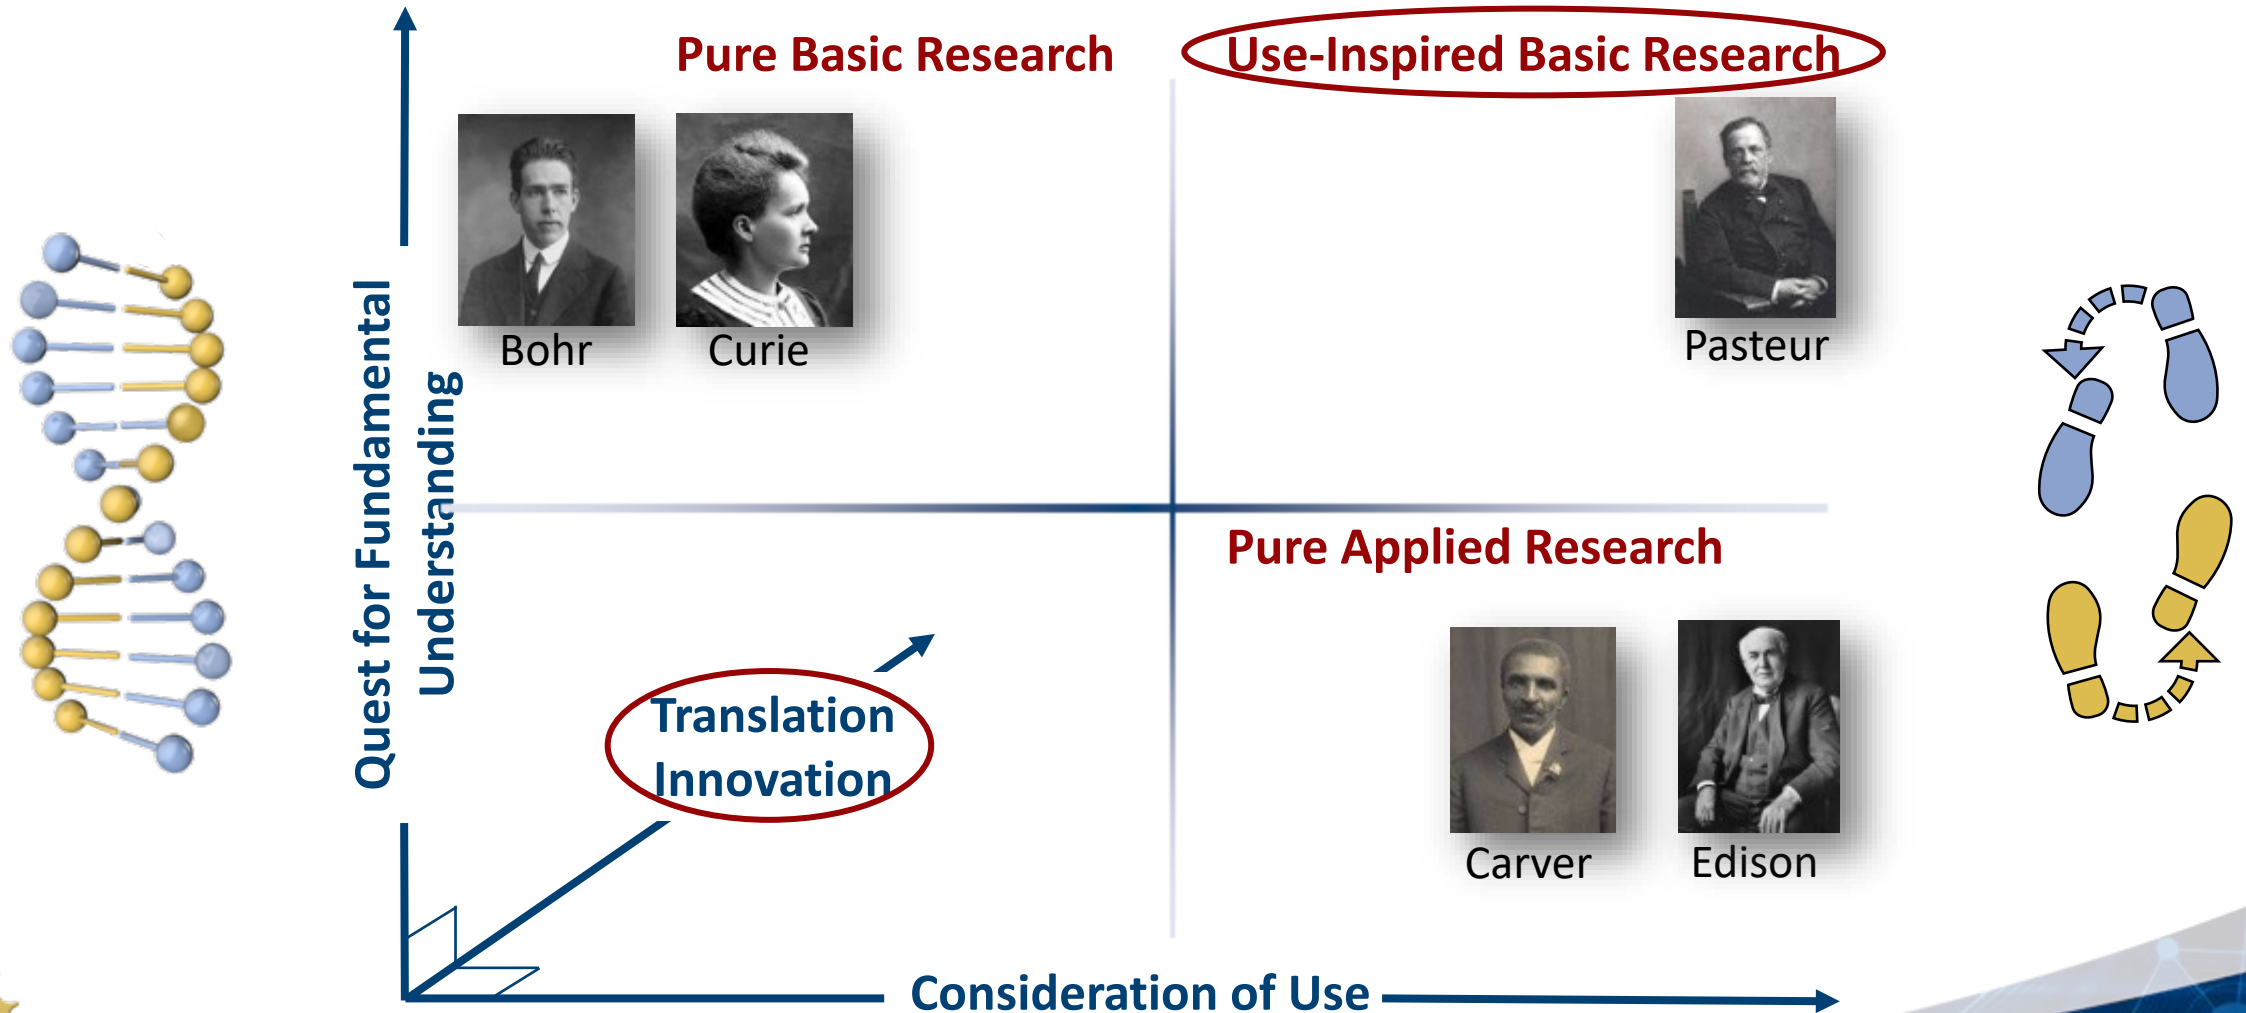 Pure Basic Research
Use-Inspired Basic Research
Bohr
Curie
Pasteur
Quest for Fundamental
Understanding
Pure Applied Research
Translation
Innovation
Carver
Edison
Consideration of Use